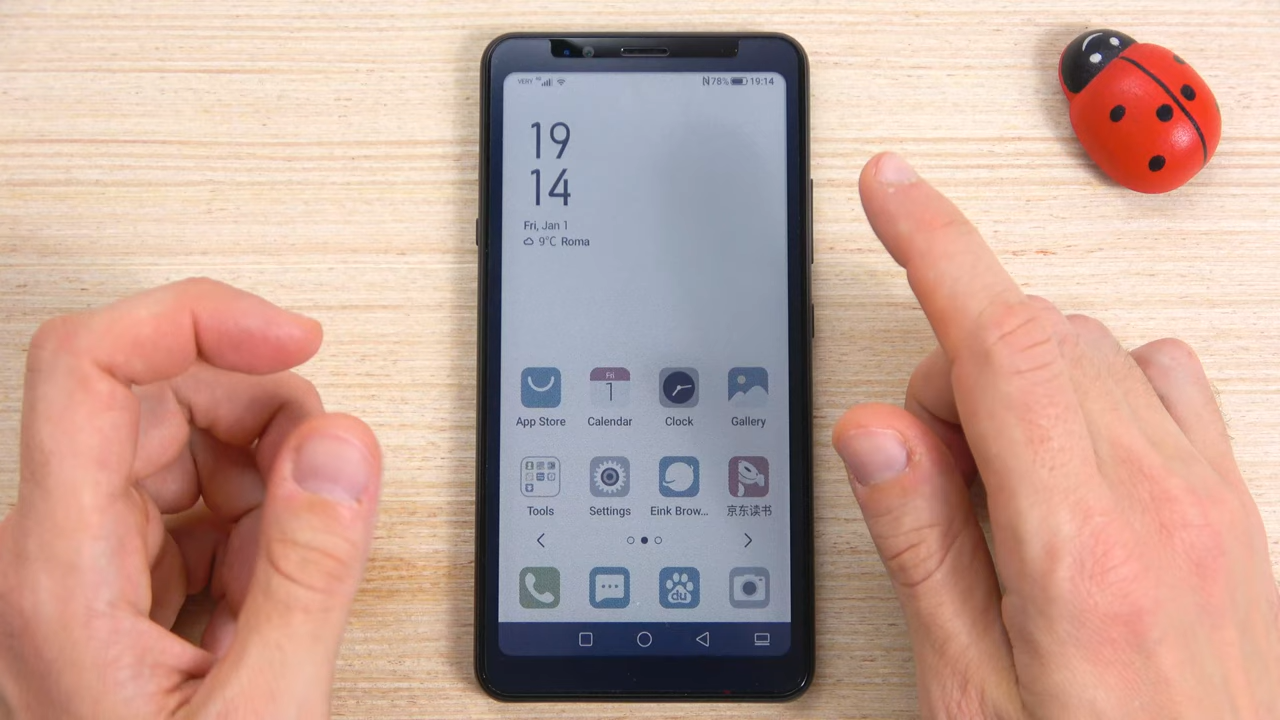 VERY 78% 19:14
19
14
Fri, Jan 1
9°C Roma
Fri
1
App Store Calendar Clock Gallery
Tools Settings Eink Brow... 京东读书
du